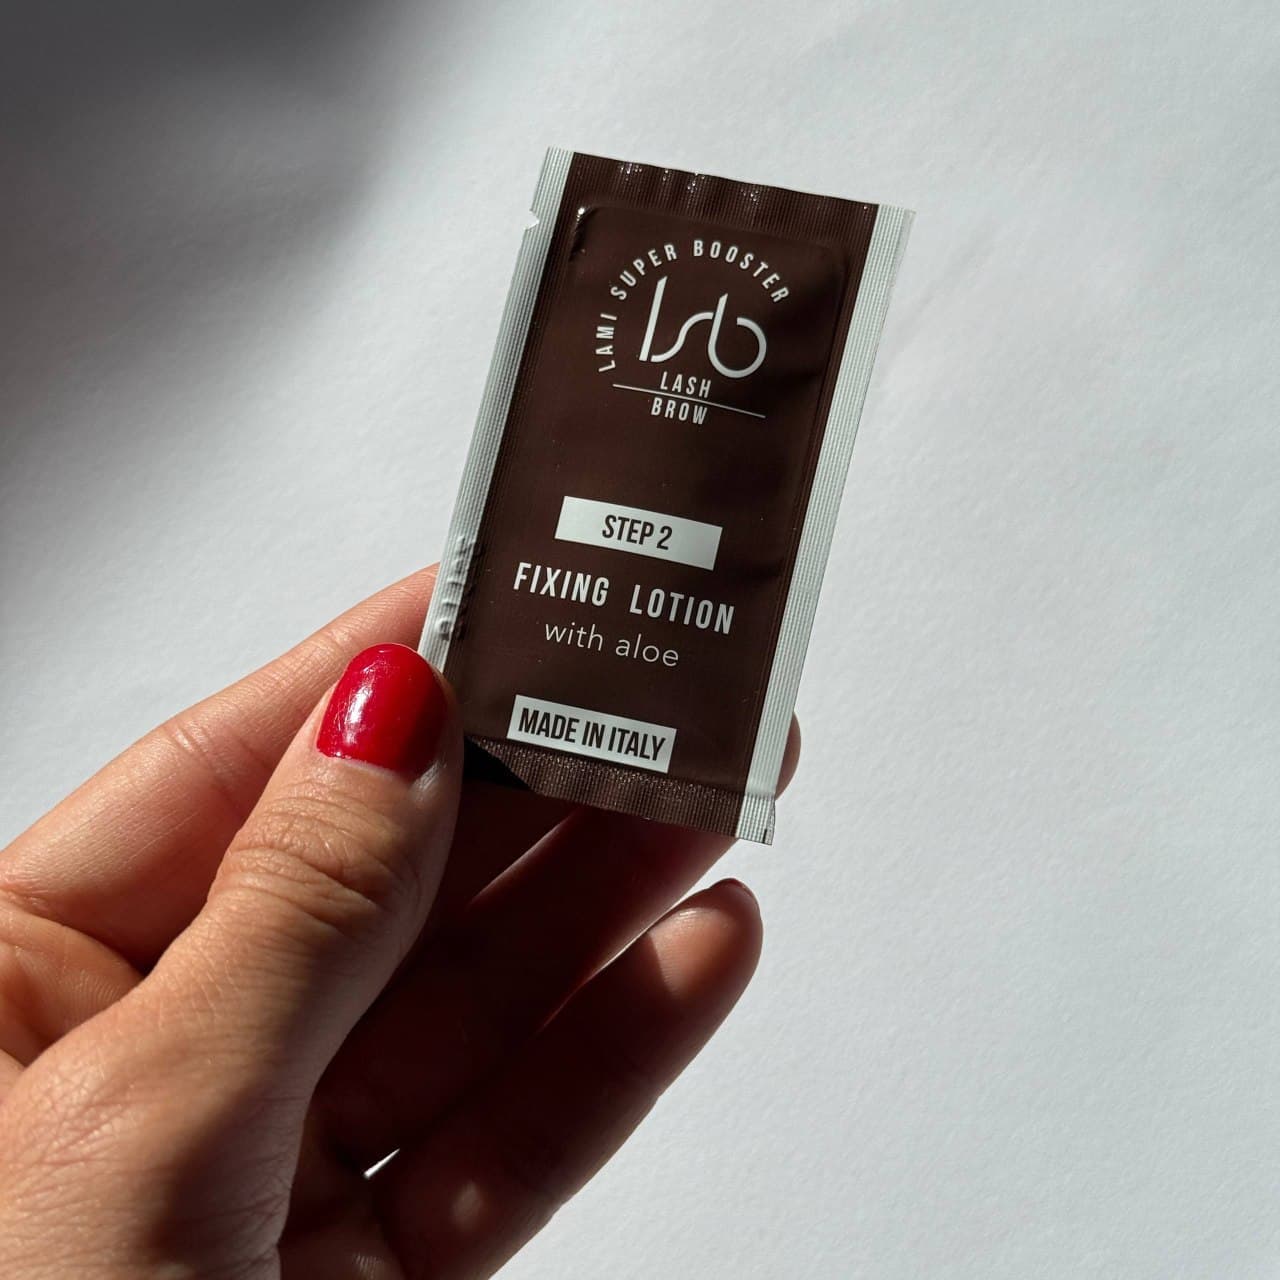 LAMI SUPER BOOSTER
lsb
LASH
BROW
STEP 2
FIXING LOTION
with aloe
MADE IN ITALY